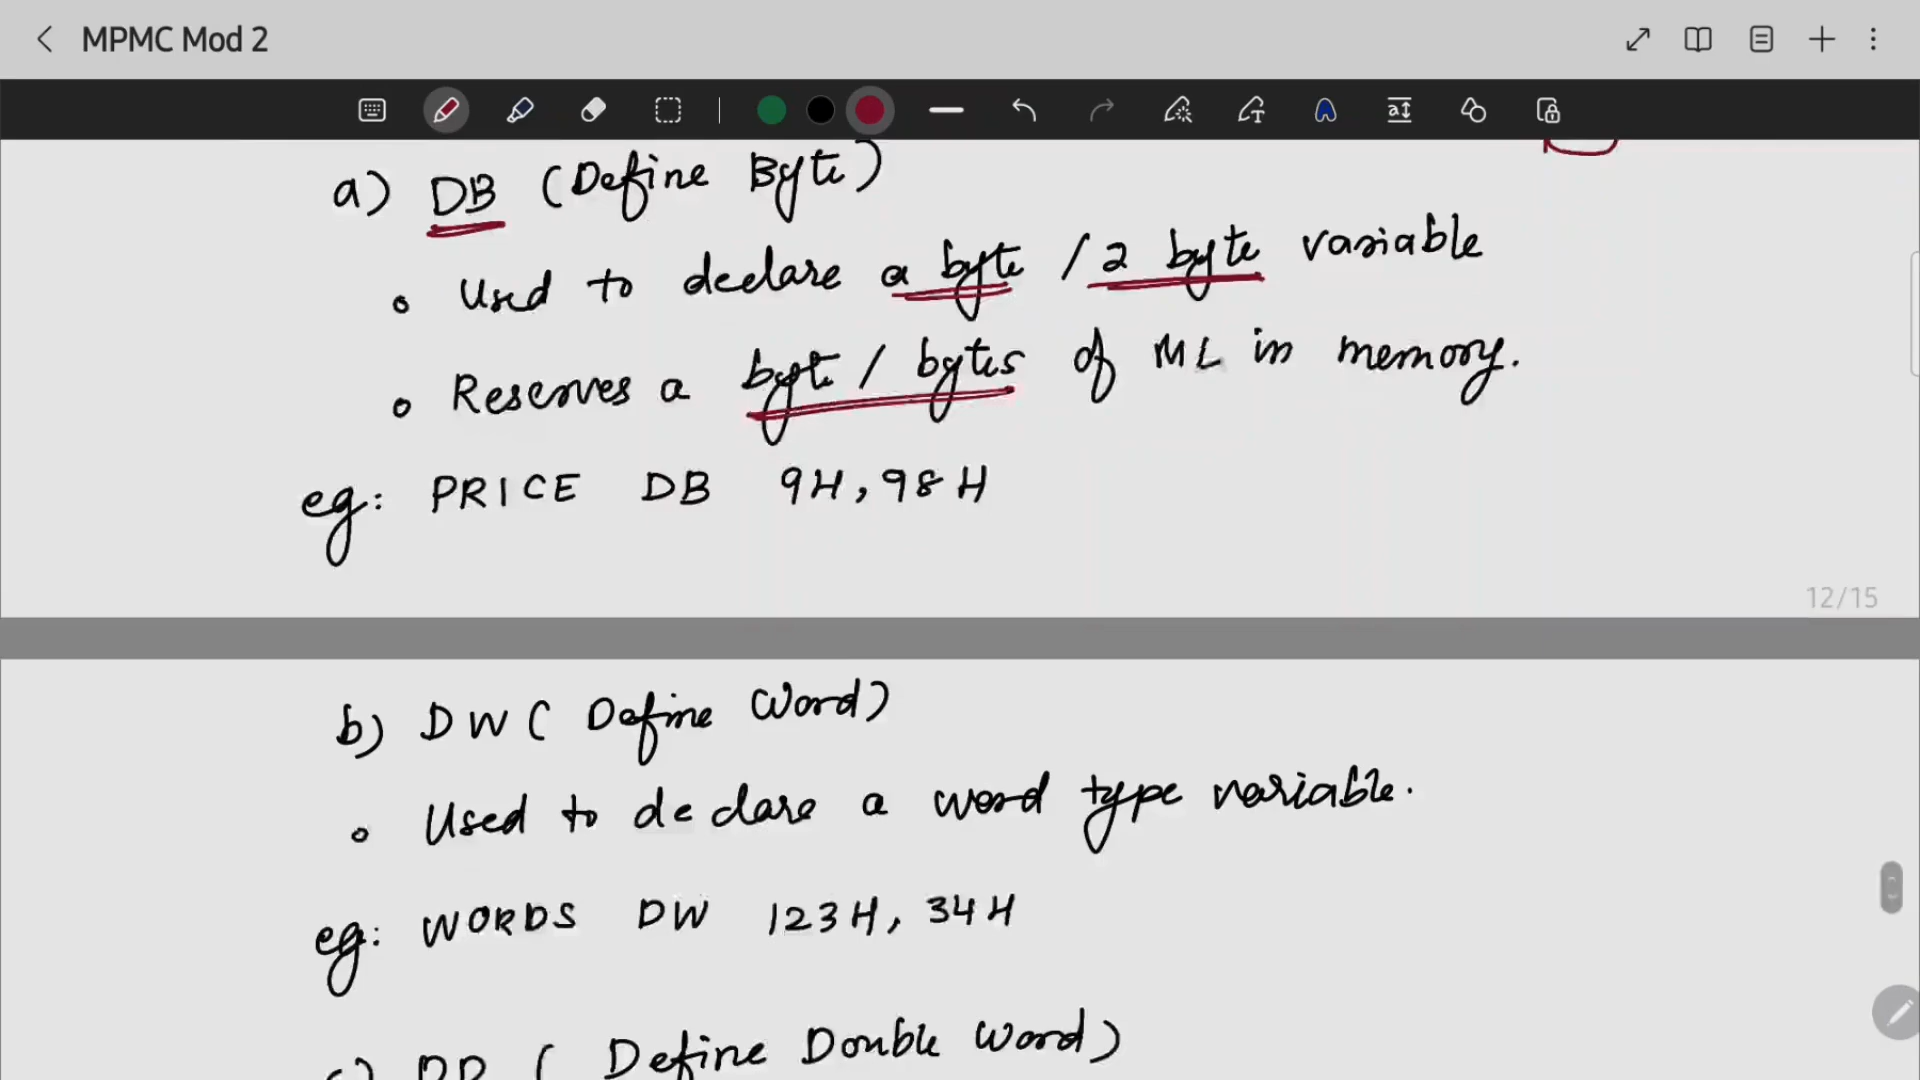 MPMC Mod 2
a) DB (Define Byte)
Used to declare a byte / 2 byte variable
Reserves a byte / bytes of ML in memory.
eg: PRICE DB 9H, 98H
12/15
b) DW ( Define Word)
Used to declare a word type variable.
eg: WORDS DW 123H, 34H
c) DD ( Define Double Word)